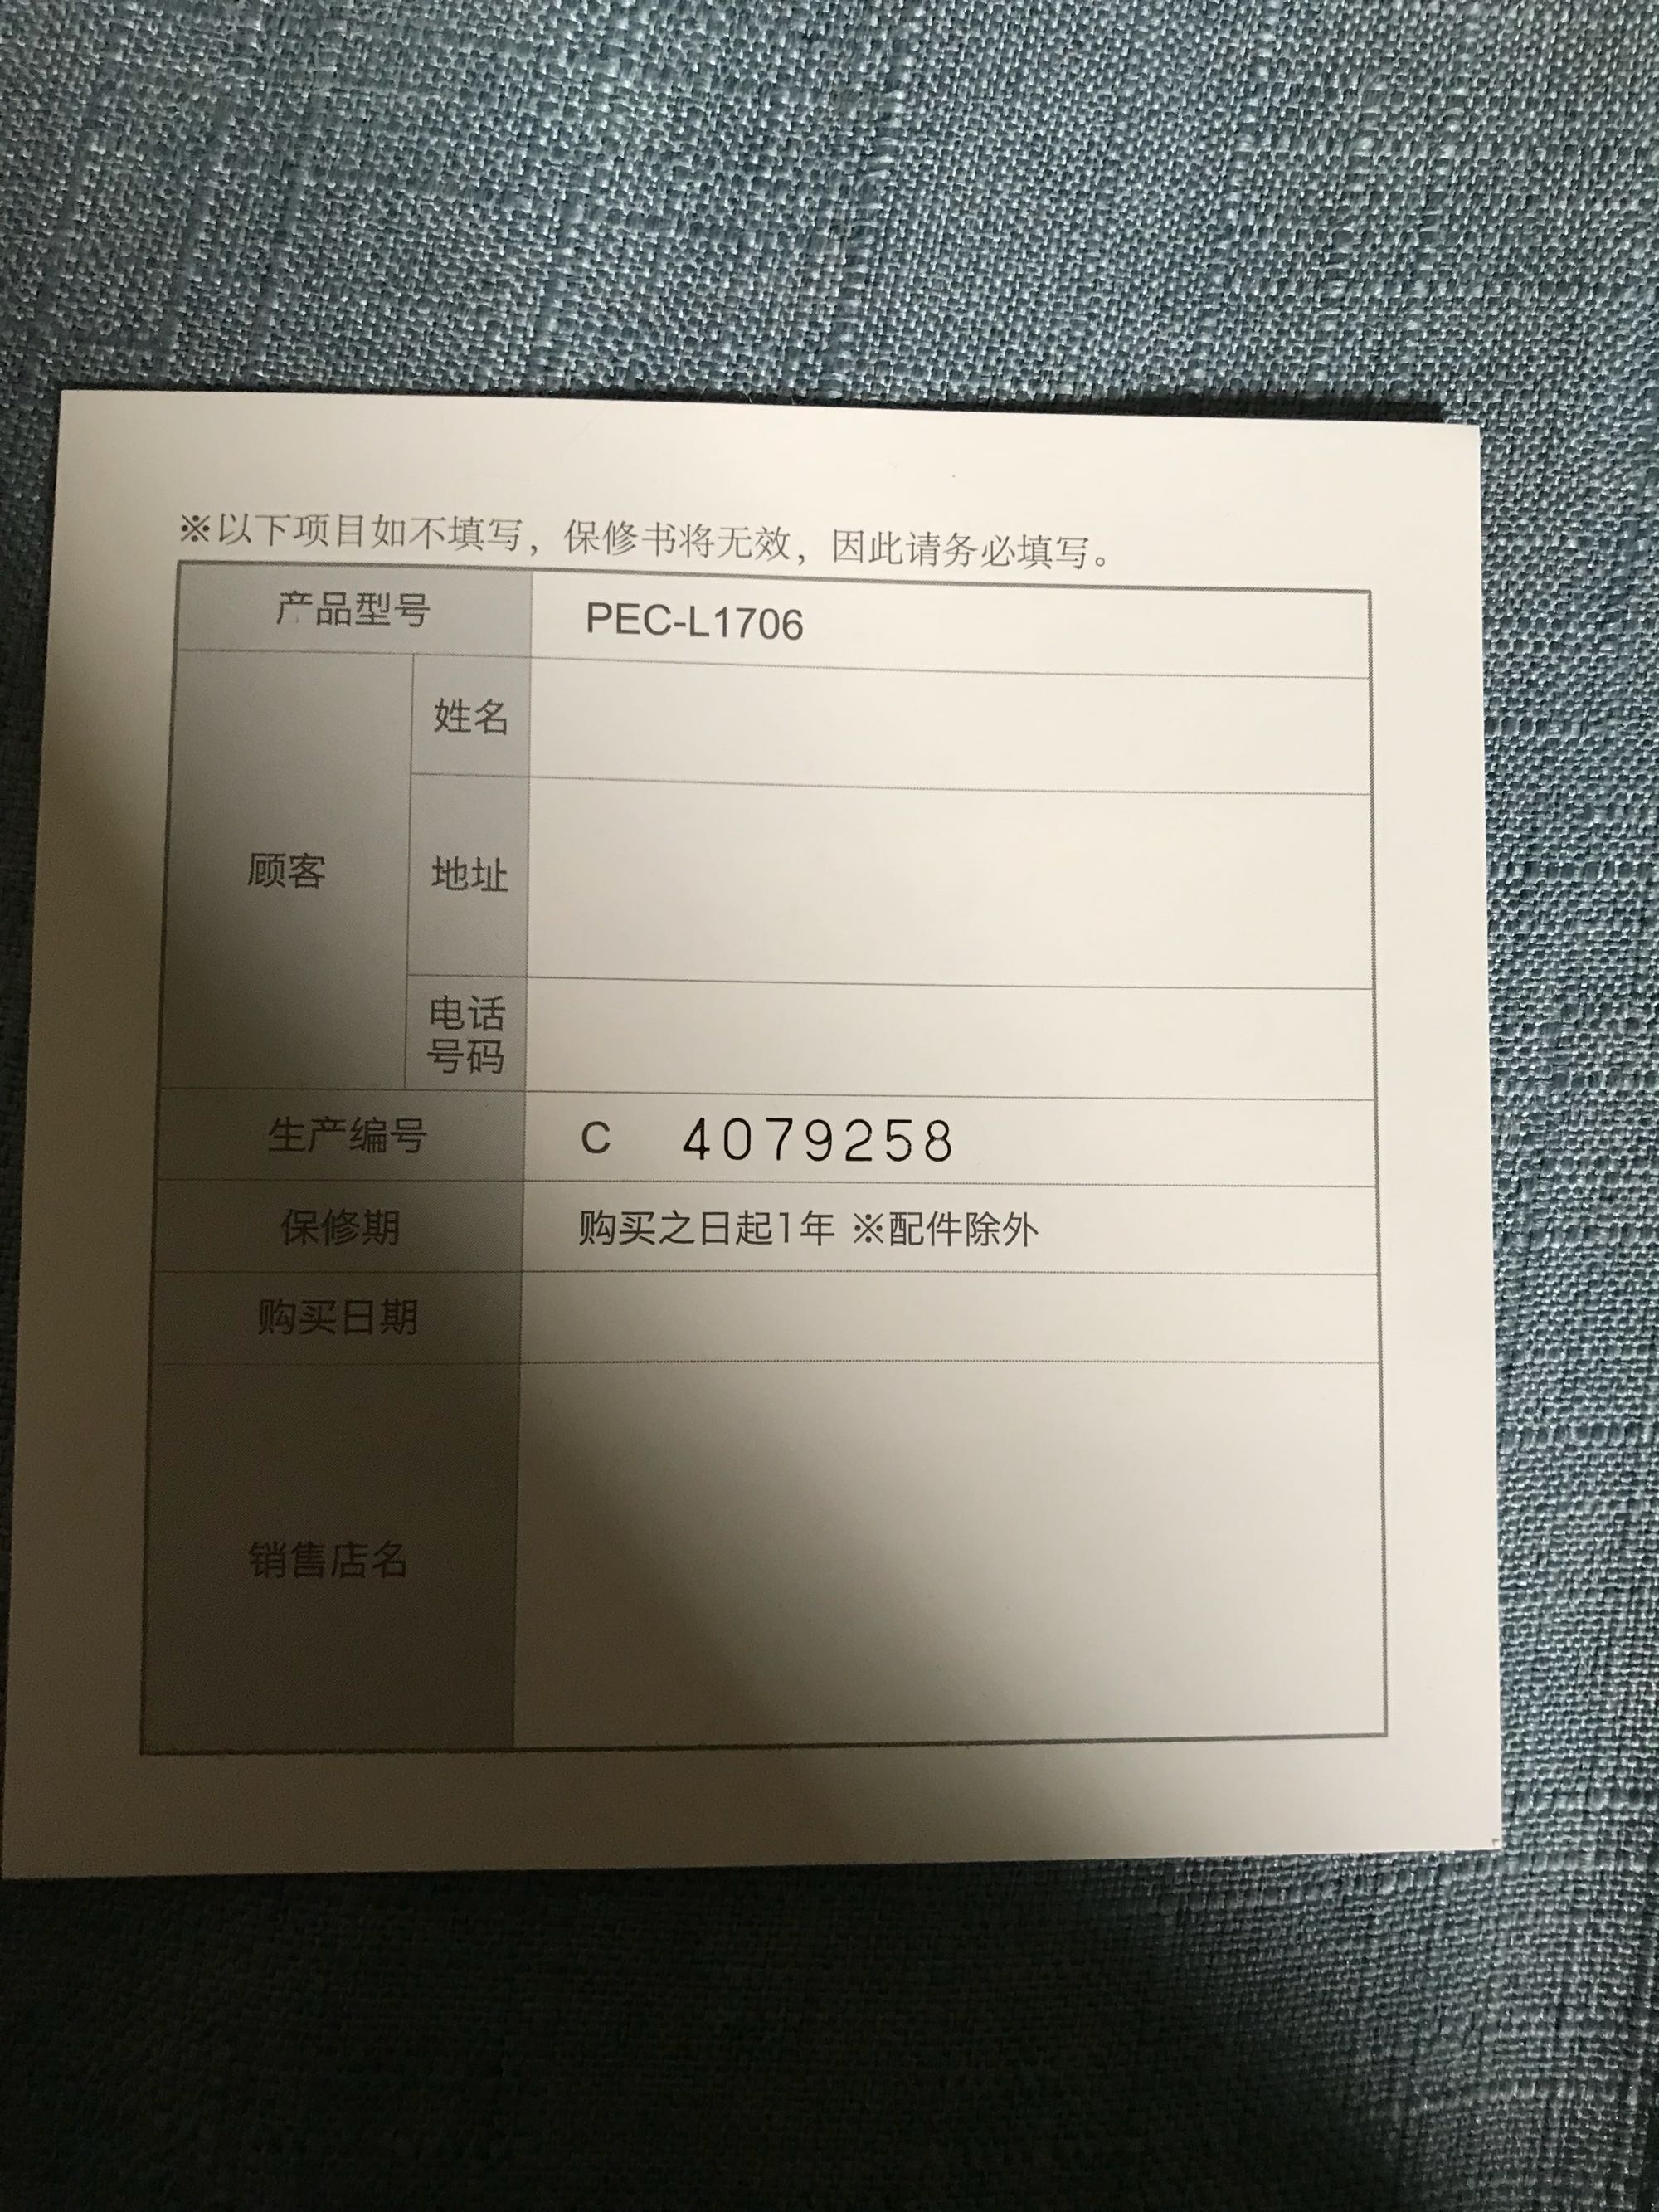 ※以下项目如不填写，保修书将无效，因此请务必填写。
产品型号 PEC-L1706
顾客
姓名
地址
电话
号码
生产编号 C 4079258
保修期 购买之日起1年 ※配件除外
购买日期
销售店名